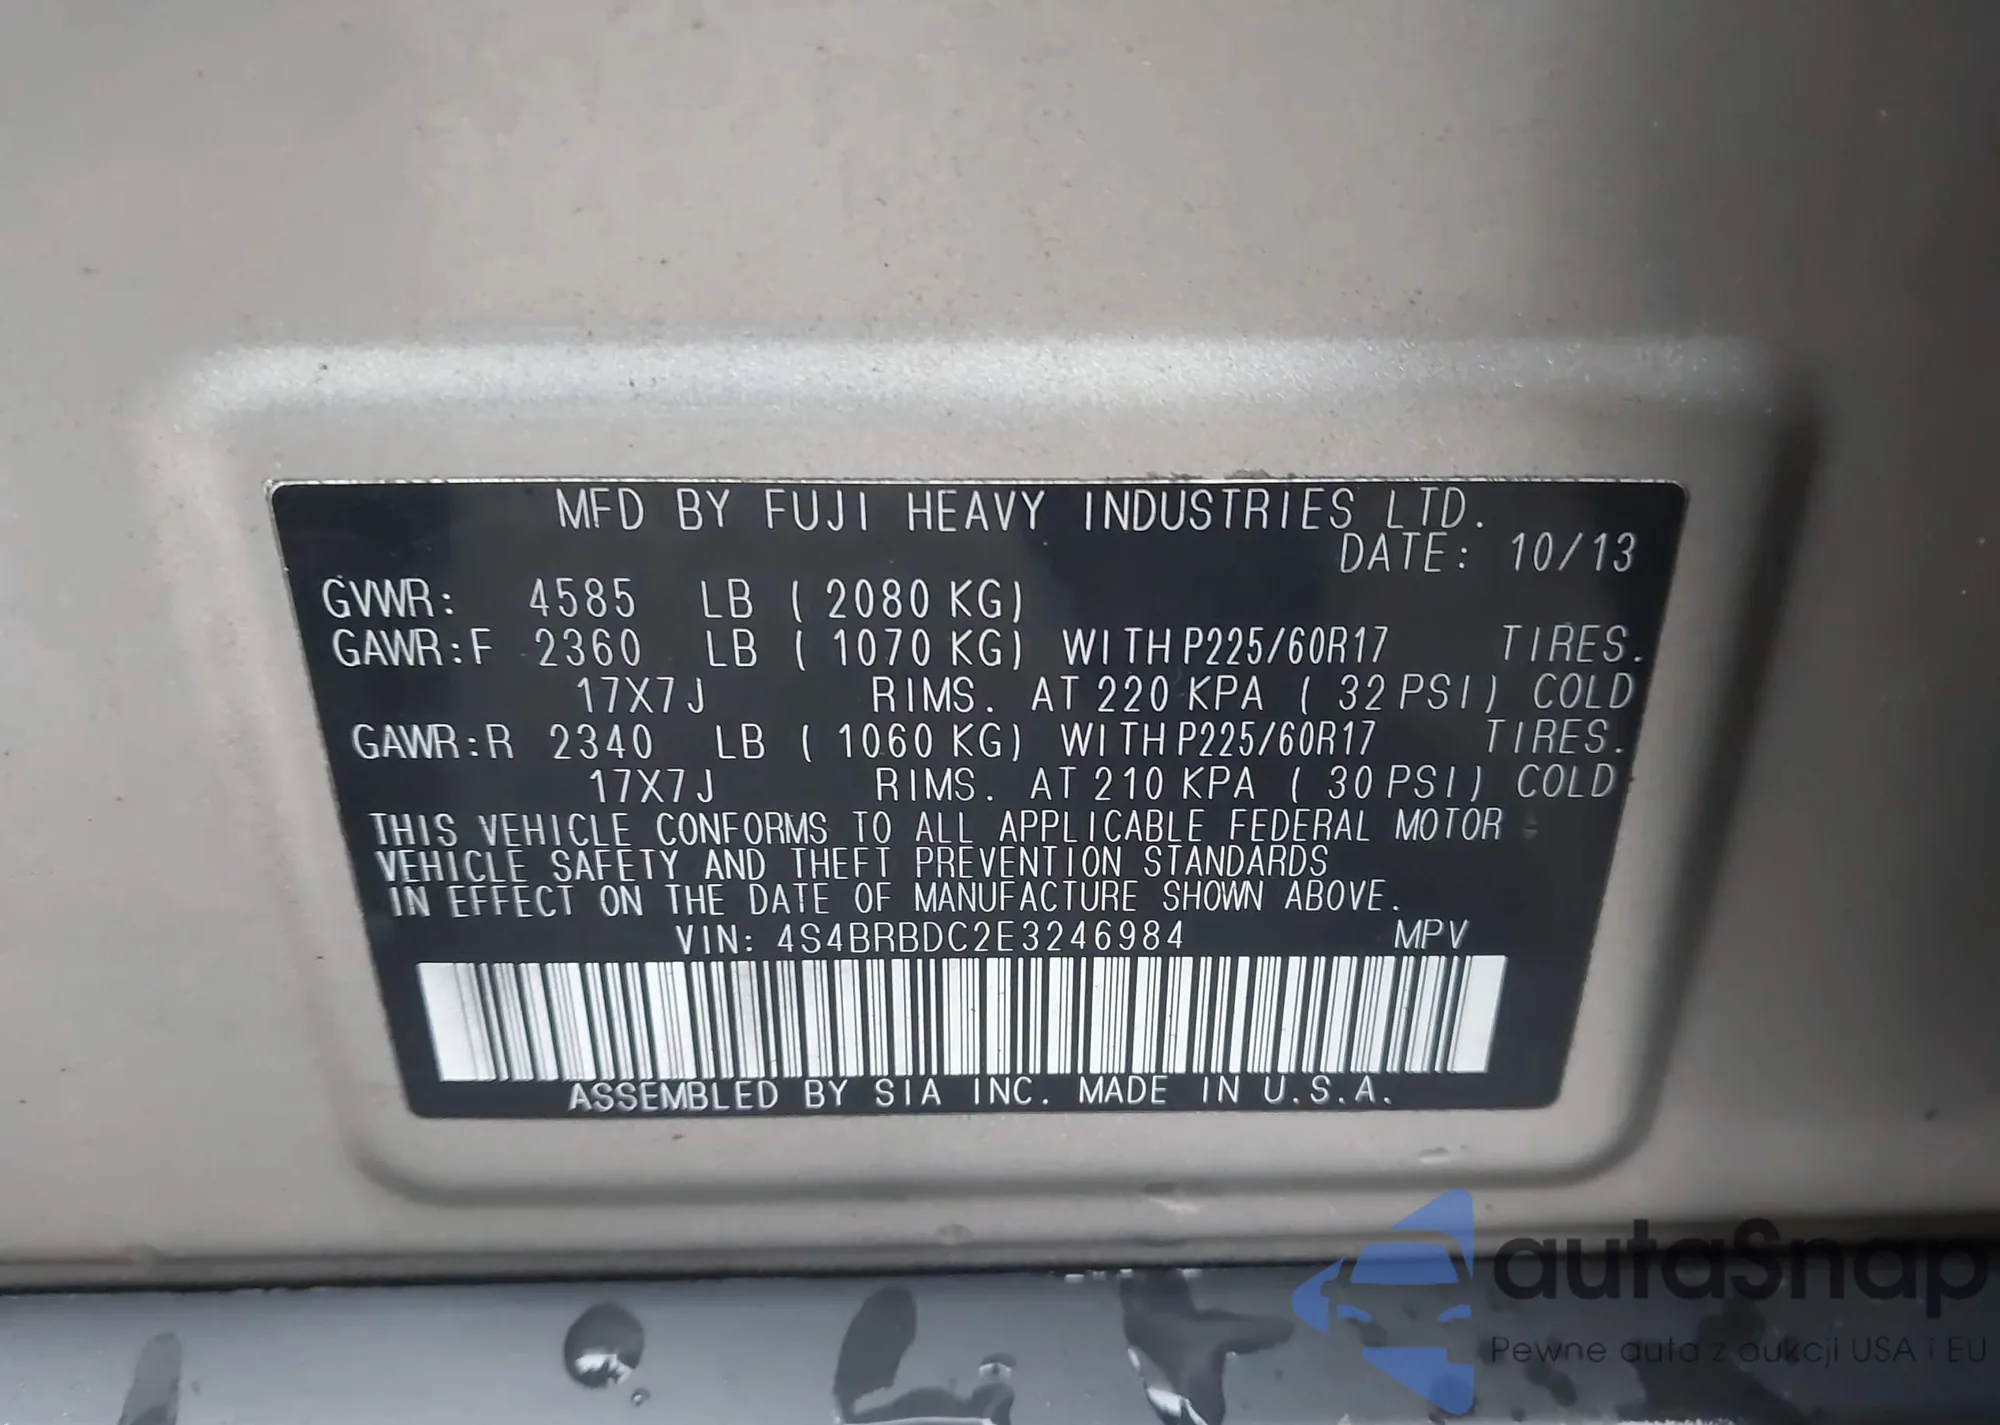 MFD BY FUJI HEAVY INDUSTRIES LTD.
DATE: 10/13
GVWR: 4585 LB (2080 KG)
GAWR:F 2360 LB (1070 KG) WITH P225/60R17 TIRES.
17X7J RIMS. AT 220 KPA (32 PSI) COLD
GAWR:R 2340 LB (1060 KG) WITH P225/60R17 TIRES.
17X7J RIMS. AT 210 KPA (30 PSI) COLD
THIS VEHICLE CONFORMS TO ALL APPLICABLE FEDERAL MOTOR
VEHICLE SAFETY AND THEFT PREVENTION STANDARDS
IN EFFECT ON THE DATE OF MANUFACTURE SHOWN ABOVE.
VIN: 4S4BRBDC2E3246984 MPV
ASSEMBLED BY SIA INC. MADE IN U.S.A.
autaSnap
Pewne auta z aukcji USA i EU